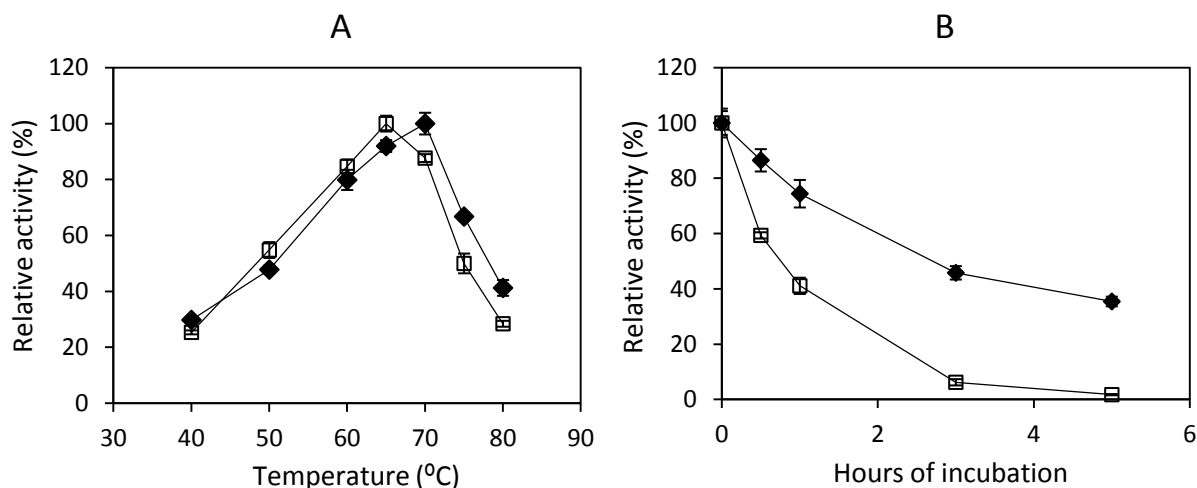 A
Relative activity (%)
120
100
80
60
40
20
0
30 40 50 60 70 80 90
Temperature (⁰C)
B
Relative activity (%)
120
100
80
60
40
20
0
0 2 4 6
Hours of incubation